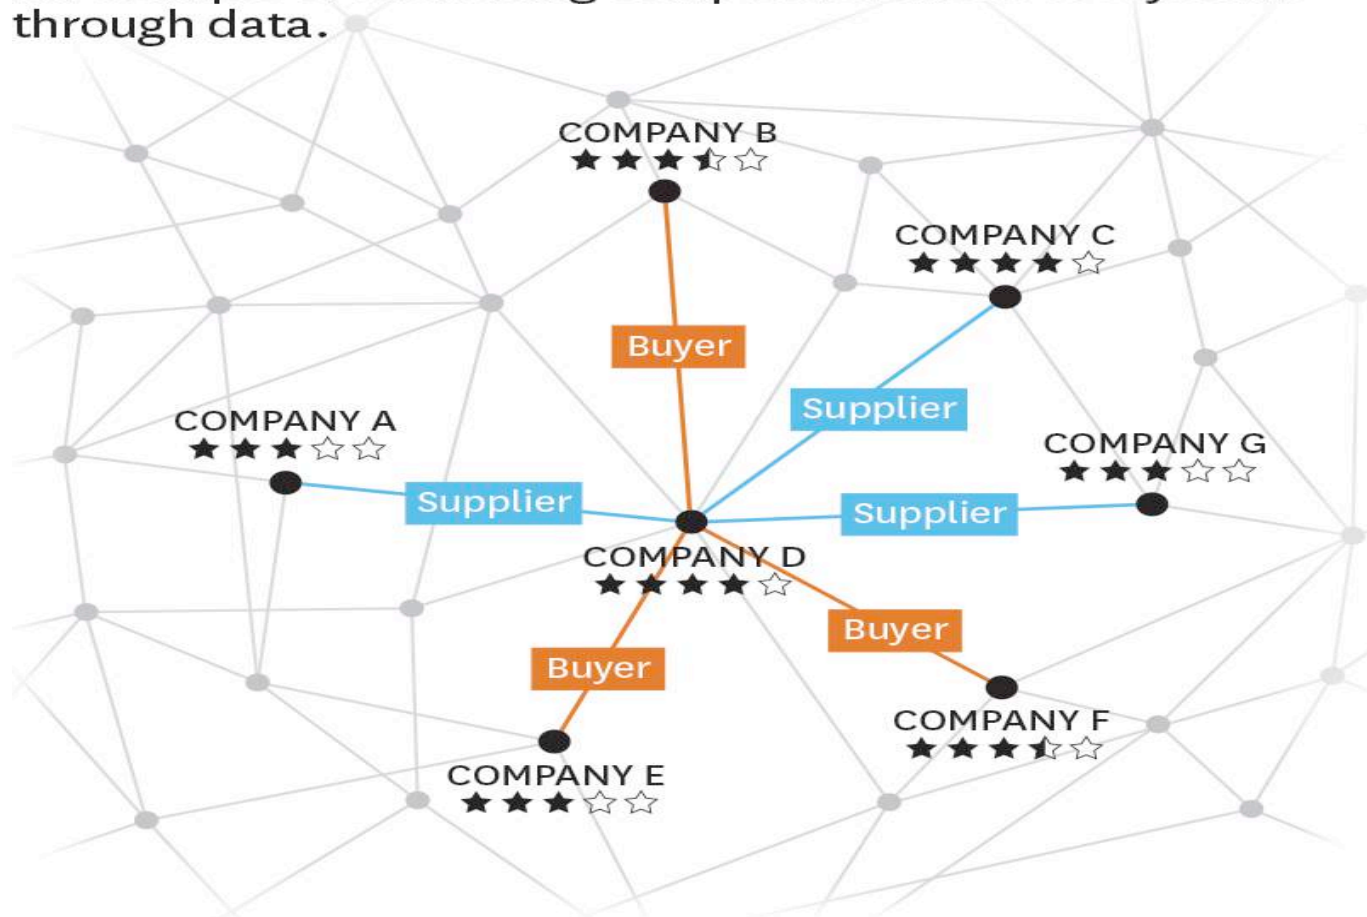 through data.
COMPANY B
COMPANY C
Buyer
Supplier
COMPANY A
COMPANY G
Supplier
Supplier
COMPANY D
Buyer
Buyer
COMPANY F
COMPANY E